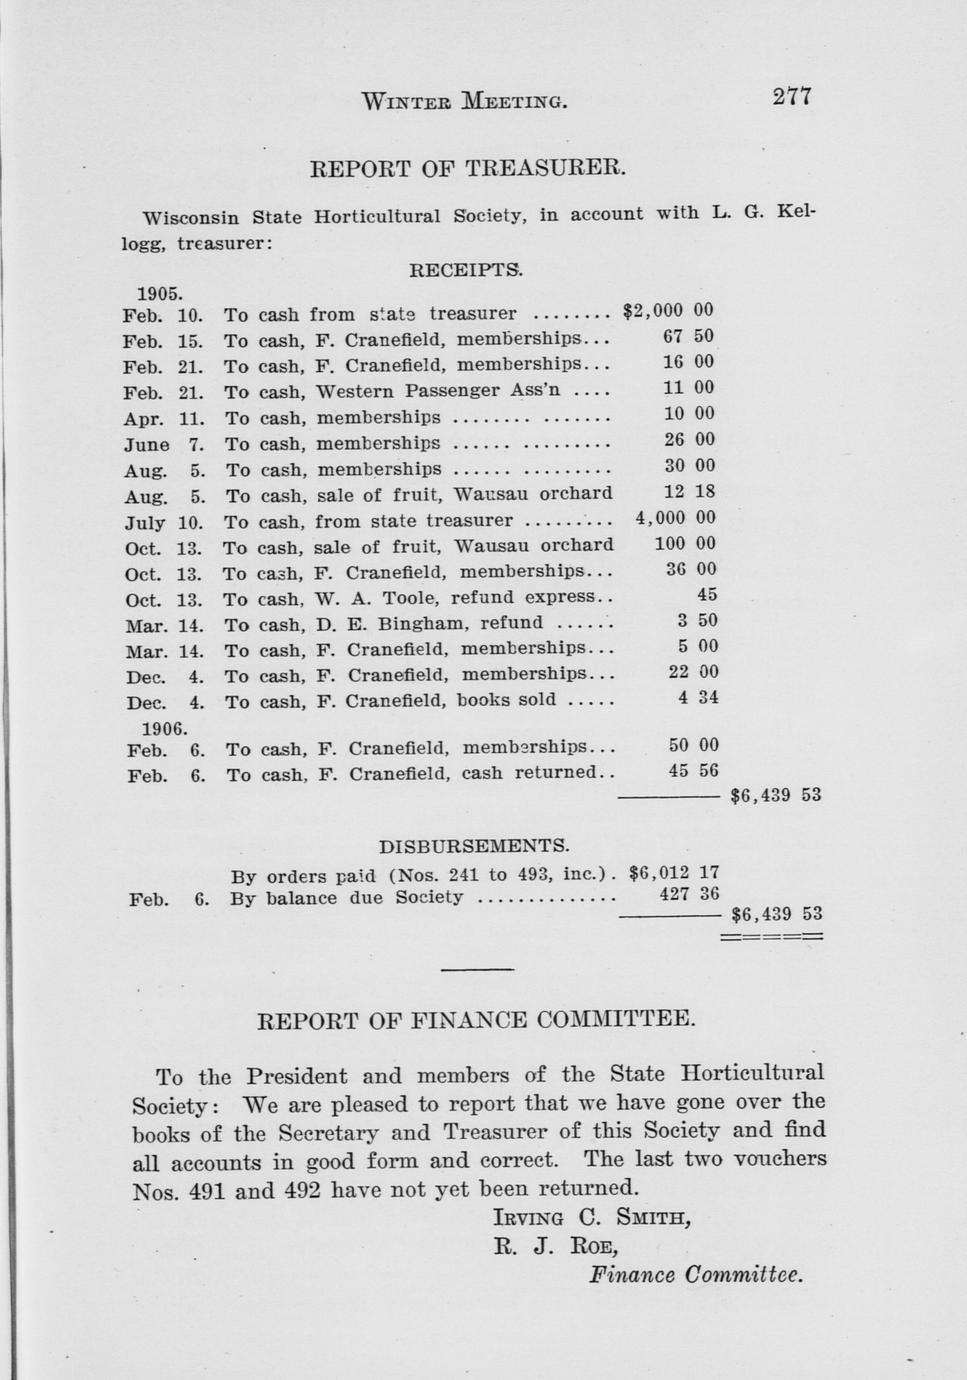 WINTER MEETING. 277
REPORT OF TREASURER.
Wisconsin State Horticultural Society, in account with L. G. Kel-
logg, treasurer:
RECEIPTS.
1905.
Feb. 10. To cash from state treasurer ........ $2,000 00
Feb. 15. To cash, F. Cranefield, memberships... 67 50
Feb. 21. To cash, F. Cranefield, memberships... 16 00
Feb. 21. To cash, Western Passenger Ass'n .... 11 00
Apr. 11. To cash, memberships ............... 10 00
June 7. To cash, memberships ............... 26 00
Aug. 5. To cash, memberships ............... 30 00
Aug. 5. To cash, sale of fruit, Wausau orchard 12 18
July 10. To cash, from state treasurer ......... 4,000 00
Oct. 13. To cash, sale of fruit, Wausau orchard 100 00
Oct. 13. To cash, F. Cranefield, memberships... 36 00
Oct. 13. To cash, W. A. Toole, refund express.. 45
Mar. 14. To cash, D. E. Bingham, refund ...... 3 50
Mar. 14. To cash, F. Cranefield, memberships... 5 00
Dec. 4. To cash, F. Cranefield, memberships... 22 00
Dec. 4. To cash, F. Cranefield, books sold ..... 4 34
1906.
Feb. 6. To cash, F. Cranefield, memberships... 50 00
Feb. 6. To cash, F. Cranefield, cash returned.. 45 56
$6,439 53
DISBURSEMENTS.
By orders paid (Nos. 241 to 493, inc.). $6,012 17
Feb. 6. By balance due Society .............. 427 36
$6,439 53
REPORT OF FINANCE COMMITTEE.
To the President and members of the State Horticultural
Society: We are pleased to report that we have gone over the
books of the Secretary and Treasurer of this Society and find
all accounts in good form and correct. The last two vouchers
Nos. 491 and 492 have not yet been returned.
IRVING C. SMITH,
R. J. ROE,
Finance Committee.